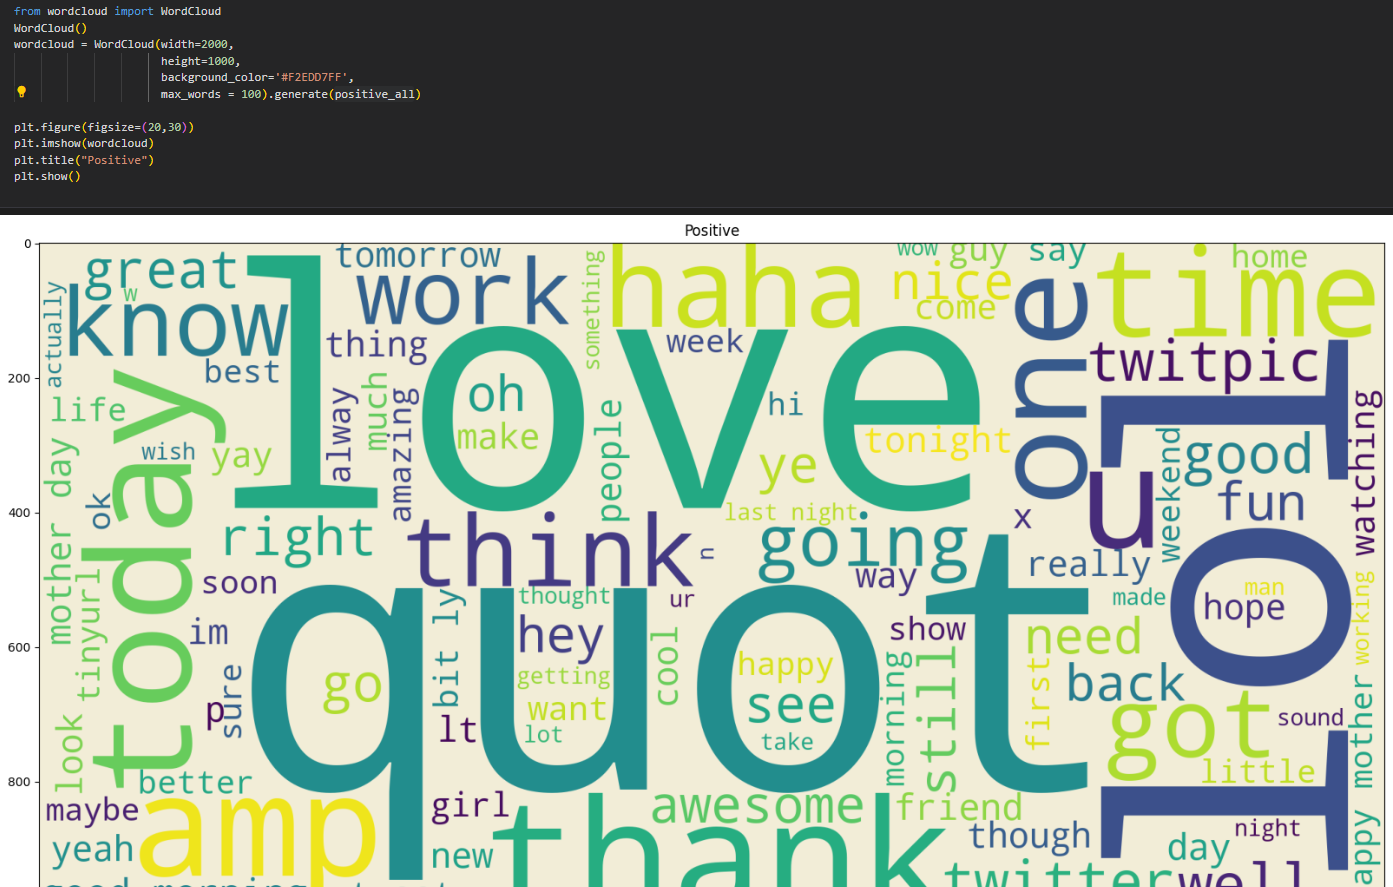 from wordcloud import WordCloud
WordCloud()
wordcloud = WordCloud(width=2000,
height=1000,
background_color='#F2EDD7FF',
max_words = 100).generate(positive_all)
plt.figure(figsize=(20,30))
plt.imshow(wordcloud)
plt.title("Positive")
plt.show()
Positive
0
200
400
600
800
great
w
know
actually
best
life
wish
yay
today
mother day
ok
tinyurl
look
right
soon
im
sure
p
better
maybe
yeah
amp
good morning
tomorrow
work
thing
alway
much
amazing
love
oh
make
something
haha
week
people
hi
ye
tonight
last night
wow
guy
say
nice
come
one
time
home
twitpic
u
weekend
good
fun
watching
lol
x
really
made
man
hope
working
think
n
going
way
quot
go
bit ly
lt
thought
ur
hey
getting
want
lot
cool
happy
see
take
show
morning
still
need
first
back
got
sound
little
mother
girl
new
thank
awesome
friend
though
twitter
day
night
well